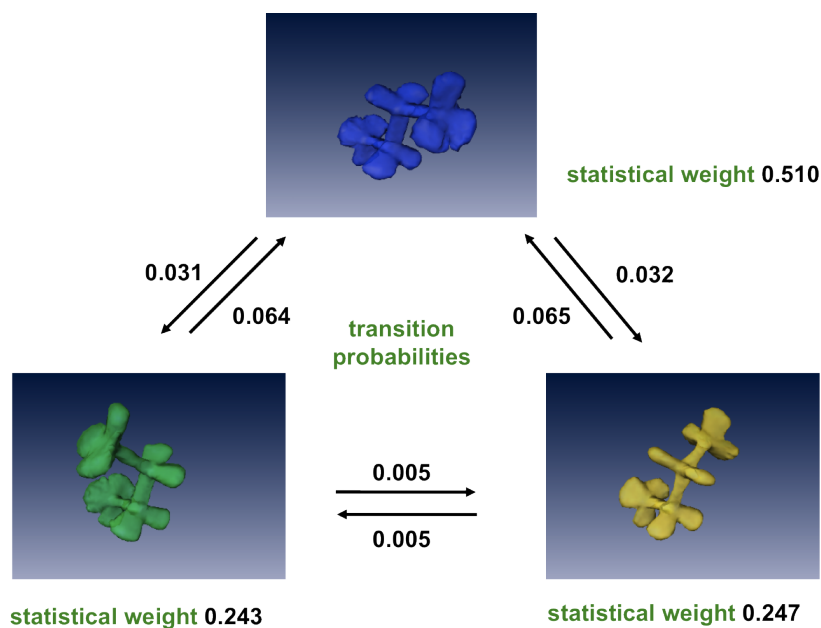 statistical weight 0.510
0.031
0.032
0.064
0.065
transition
probabilities
0.005
0.005
statistical weight 0.243
statistical weight 0.247